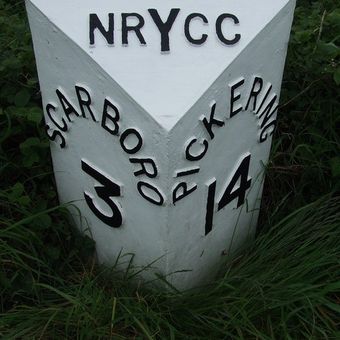 NRYCC
SCARBORO
3
PICKERING
14